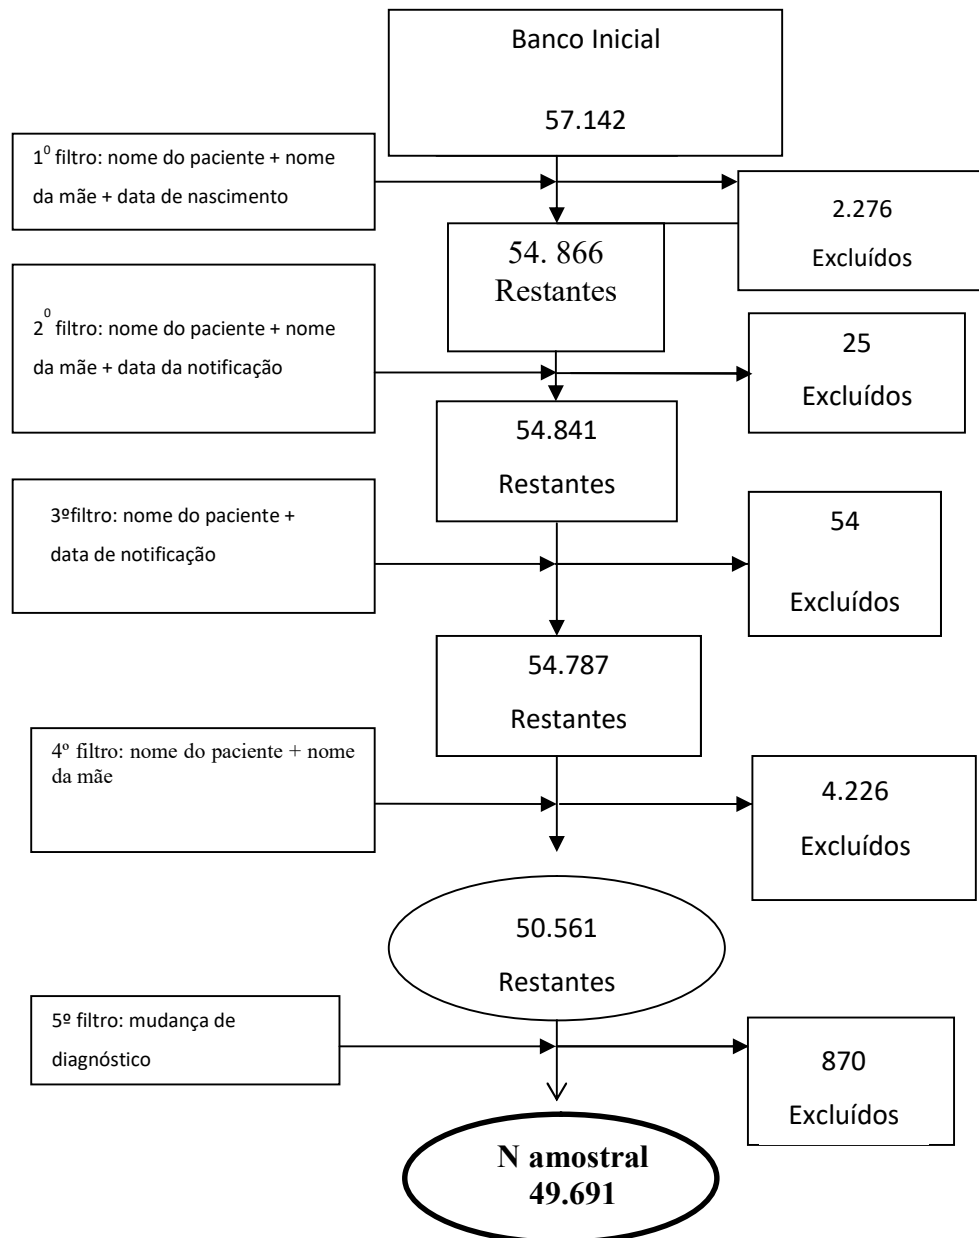 Banco Inicial
57.142
1⁰ filtro: nome do paciente + nome
da mãe + data de nascimento
2.276
Excluídos
54. 866
Restantes
2⁰ filtro: nome do paciente + nome
da mãe + data da notificação
25
Excluídos
54.841
Restantes
3ºfiltro: nome do paciente +
data de notificação
54
Excluídos
54.787
Restantes
4º filtro: nome do paciente + nome
da mãe
4.226
Excluídos
50.561
Restantes
5º filtro: mudança de
diagnóstico
870
Excluídos
N amostral
49.691